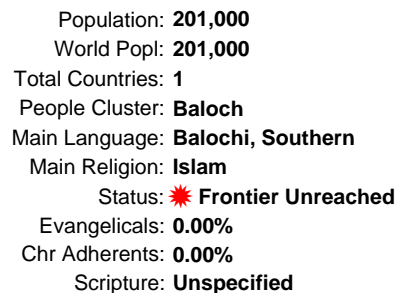 Population: 201,000
World Popl: 201,000
Total Countries: 1
People Cluster: Baloch
Main Language: Balochi, Southern
Main Religion: Islam
Status: Frontier Unreached
Evangelicals: 0.00%
Chr Adherents: 0.00%
Scripture: Unspecified